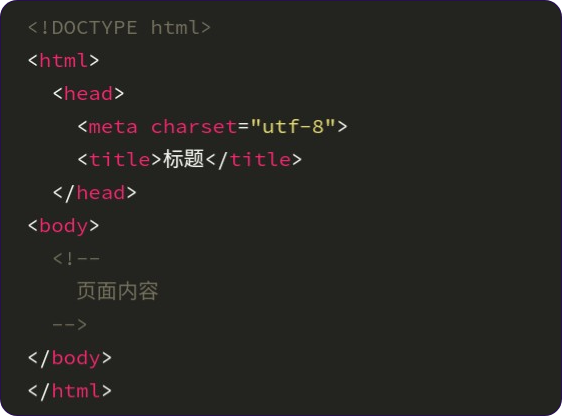 <!DOCTYPE html>
<html>
  <head>
    <meta charset="utf-8">
    <title>标题</title>
  </head>
<body>
  <!--
    页面内容
  -->
</body>
</html>